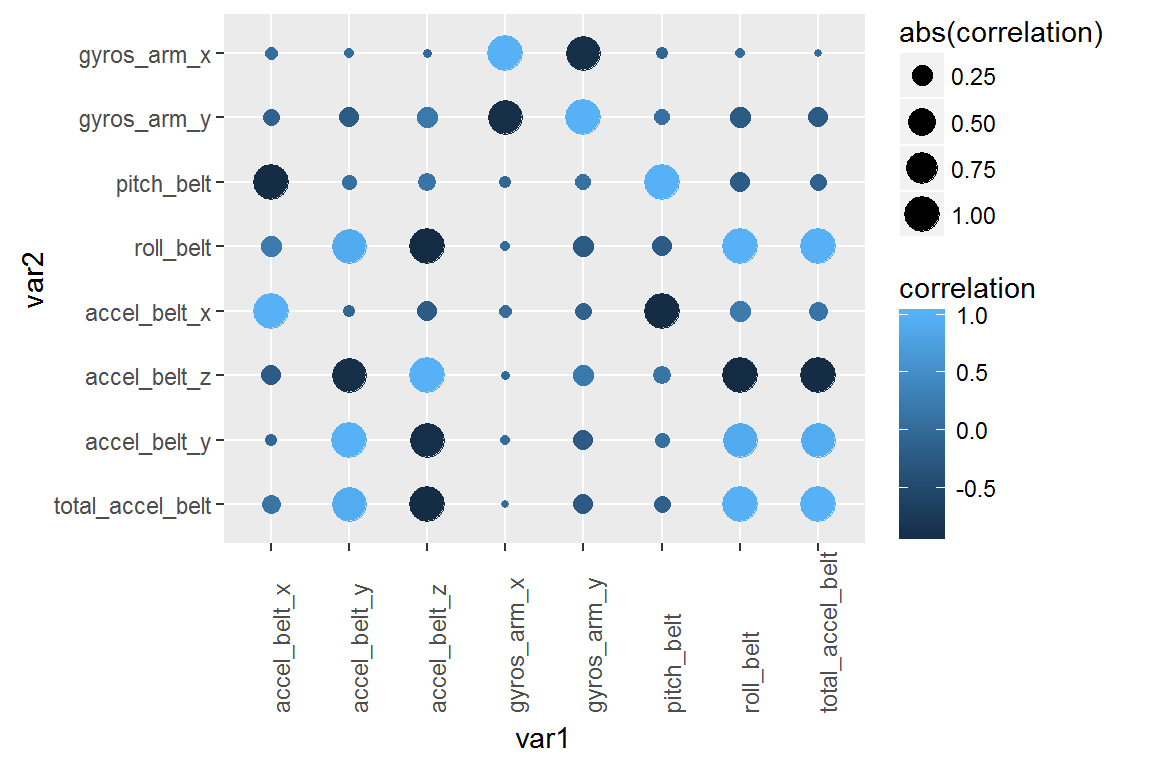 gyros_arm_x
gyros_arm_y
pitch_belt
roll_belt
accel_belt_x
accel_belt_z
accel_belt_y
total_accel_belt
var2
accel_belt_x
accel_belt_y
accel_belt_z
gyros_arm_x
gyros_arm_y
pitch_belt
roll_belt
total_accel_belt
var1
abs(correlation)
0.25
0.50
0.75
1.00
correlation
1.0
0.5
0.0
-0.5